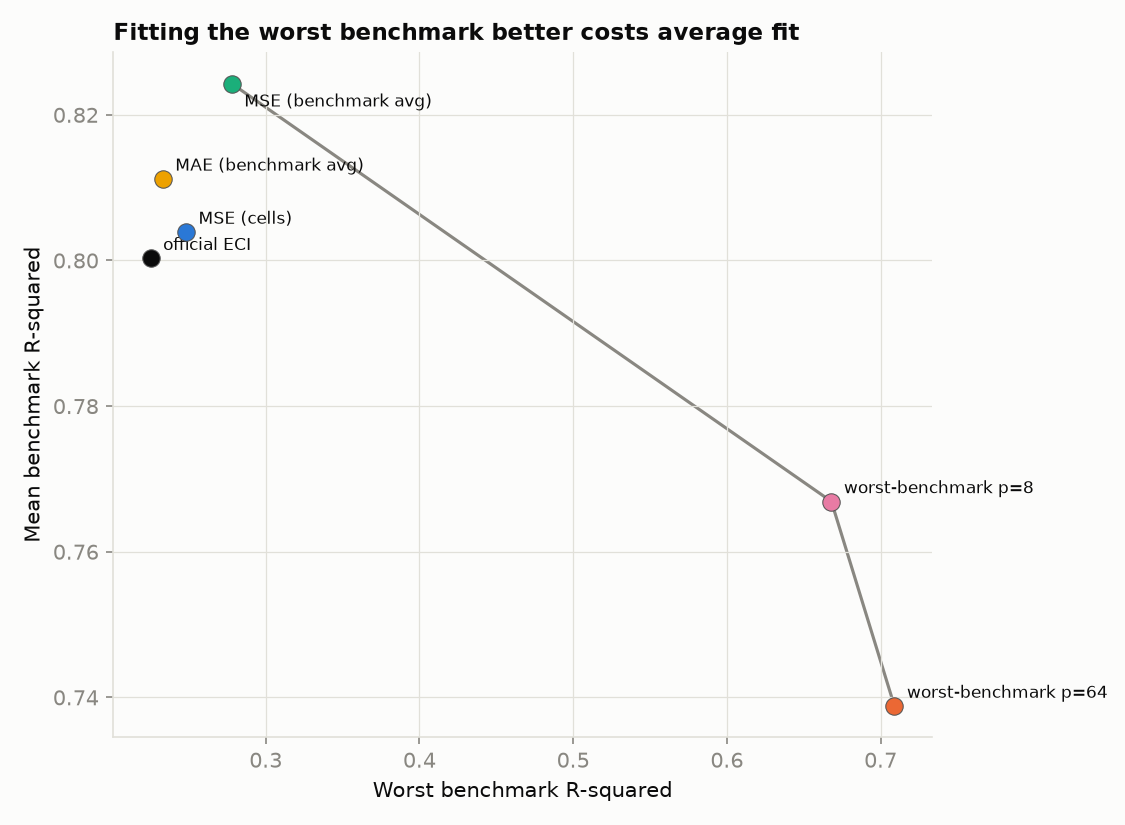 Fitting the worst benchmark better costs average fit
MSE (benchmark avg)
0.82
MAE (benchmark avg)
MSE (cells)
official ECI
0.80
0.78
worst-benchmark p=8
0.76
worst-benchmark p=64
0.74
Mean benchmark R-squared
0.3 0.4 0.5 0.6 0.7
Worst benchmark R-squared